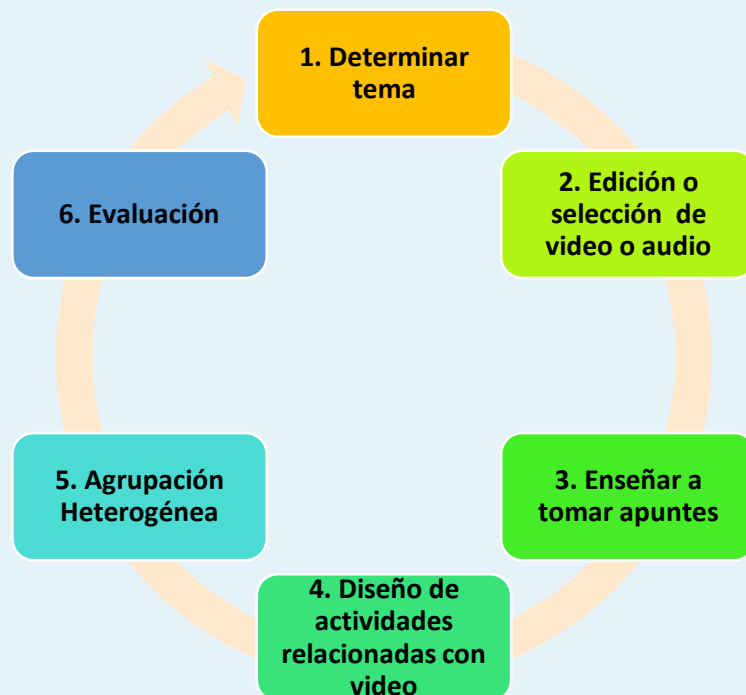 1. Determinar
tema
2. Edición o
selección de
video o audio
3. Enseñar a
tomar apuntes
4. Diseño de
actividades
relacionadas con
video
5. Agrupación
Heterogénea
6. Evaluación